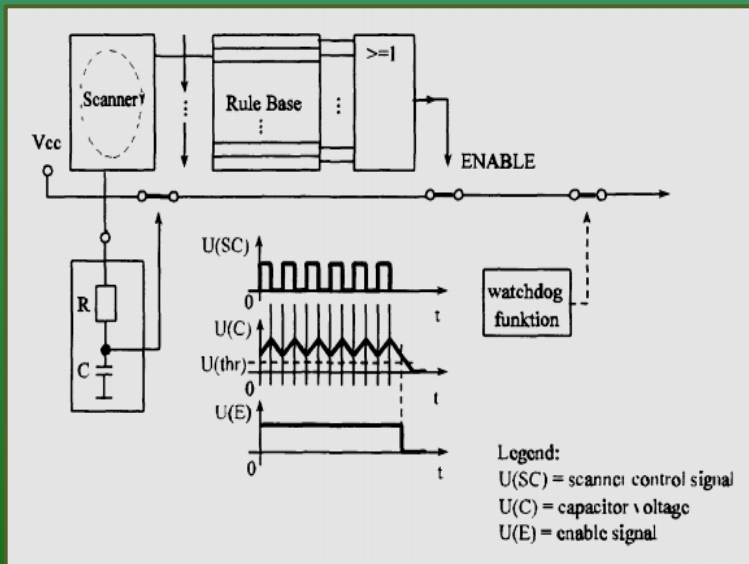 Scanner
Rule Base
>=1
Vcc
ENABLE
U(SC)
0
t
R
U(C)
U(thr)
0
t
C
U(E)
0
t
watchdog
funktion
Legend:
U(SC) = scanner control signal
U(C) = capacitor voltage
U(E) = enable signal